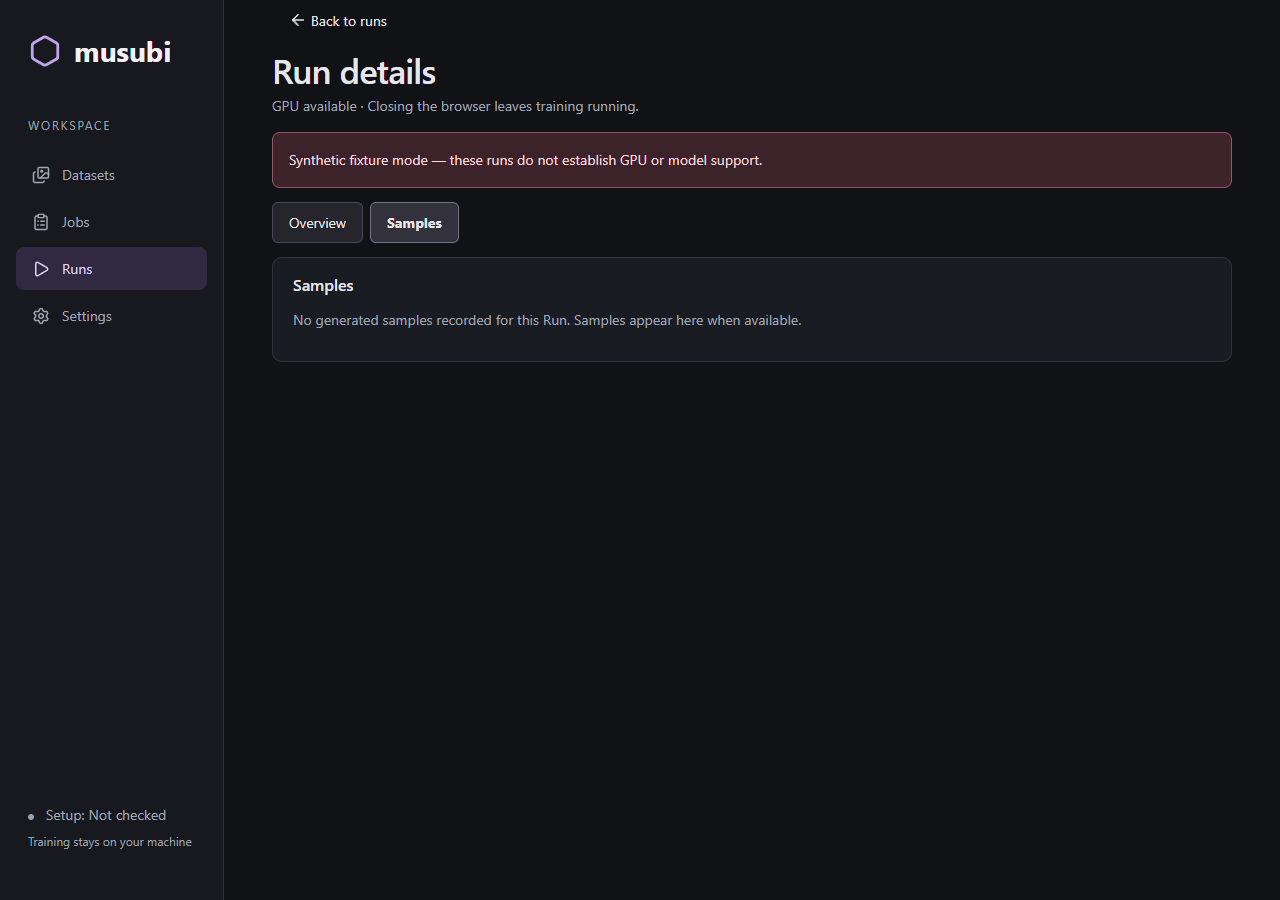 musubi
WORKSPACE
Datasets
Jobs
Runs
Settings
Setup: Not checked
Training stays on your machine
Back to runs
Run details
GPU available · Closing the browser leaves training running.
Synthetic fixture mode — these runs do not establish GPU or model support.
Overview
Samples
Samples
No generated samples recorded for this Run. Samples appear here when available.